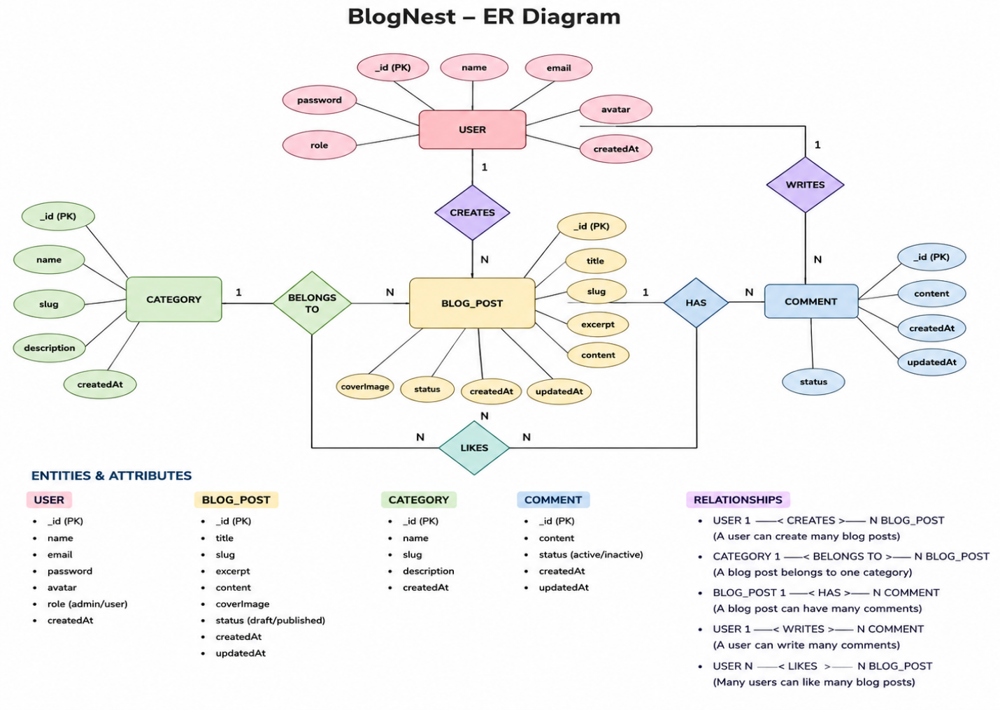 BlogNest – ER Diagram
_id (PK)
name
email
password
avatar
USER
role
createdAt
1
1
WRITES
CREATES
_id (PK)
_id (PK)
N
N
name
title
_id (PK)
slug
1
N
1
N
content
CATEGORY
BELONGS
TO
BLOG_POST
HAS
COMMENT
slug
excerpt
createdAt
description
content
updatedAt
createdAt
coverImage
status
createdAt
updatedAt
status
N
N
N
LIKES
ENTITIES & ATTRIBUTES
USER
• _id (PK)
• name
• email
• password
• avatar
• role (admin/user)
• createdAt
BLOG_POST
• _id (PK)
• title
• slug
• excerpt
• content
• coverImage
• status (draft/published)
• createdAt
• updatedAt
CATEGORY
• _id (PK)
• name
• slug
• description
• createdAt
COMMENT
• _id (PK)
• content
• status (active/inactive)
• createdAt
• updatedAt
RELATIONSHIPS
• USER 1 ——< CREATES >—— N BLOG_POST
(A user can create many blog posts)
• CATEGORY 1 ——< BELONGS TO >—— N BLOG_POST
(A blog post belongs to one category)
• BLOG_POST 1 ——< HAS >—— N COMMENT
(A blog post can have many comments)
• USER 1 ——< WRITES >—— N COMMENT
(A user can write many comments)
• USER N ——< LIKES >—— N BLOG_POST
(Many users can like many blog posts)